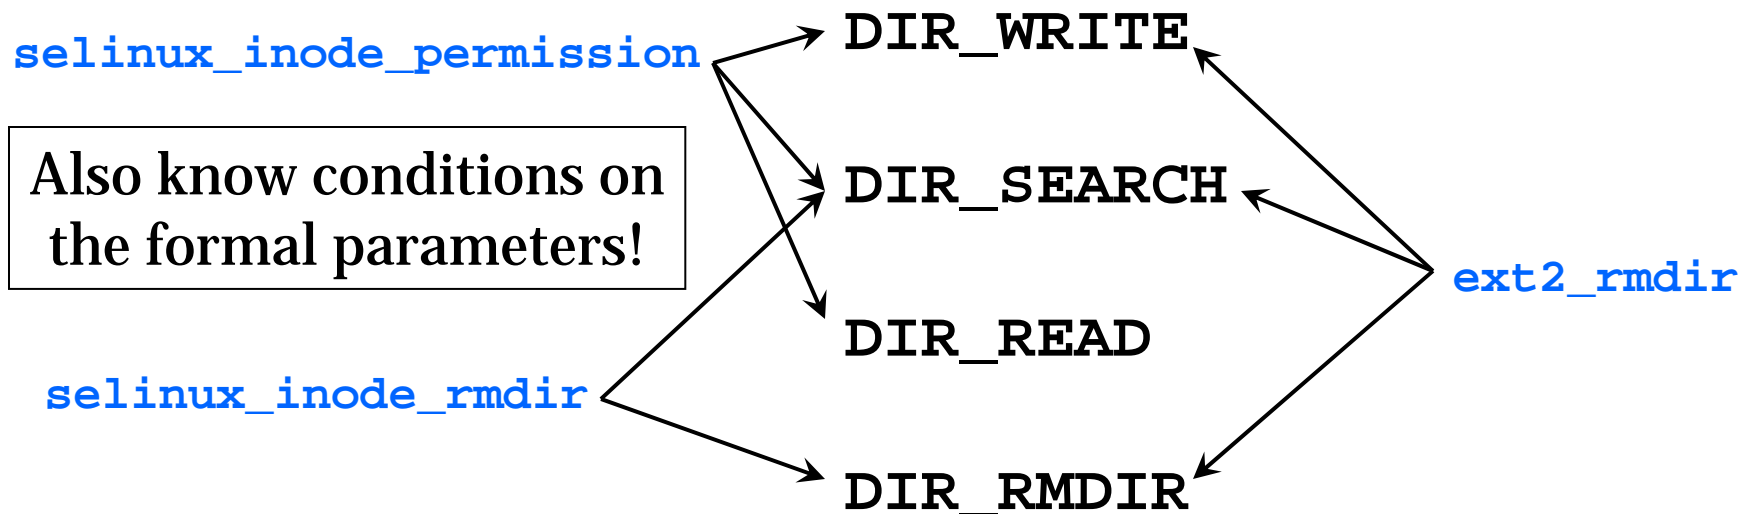 DIR_WRITE
selinux_inode_permission
Also know conditions on
the formal parameters!
DIR_SEARCH
ext2_rmdir
DIR_READ
selinux_inode_rmdir
DIR_RMDIR